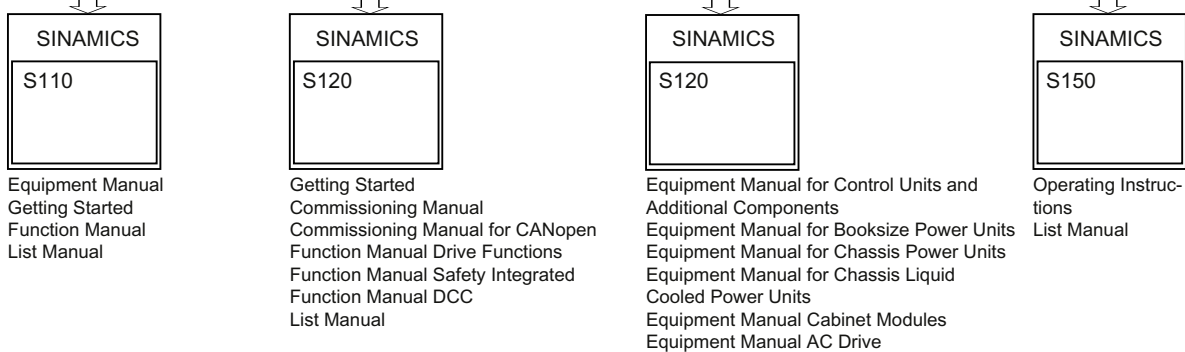 SINAMICS
S110
Equipment Manual
Getting Started
Function Manual
List Manual
SINAMICS
S120
Getting Started
Commissioning Manual
Commissioning Manual for CANopen
Function Manual Drive Functions
Function Manual Safety Integrated
Function Manual DCC
List Manual
SINAMICS
S120
Equipment Manual for Control Units and
Additional Components
Equipment Manual for Booksize Power Units
Equipment Manual for Chassis Power Units
Equipment Manual for Chassis Liquid
Cooled Power Units
Equipment Manual Cabinet Modules
Equipment Manual AC Drive
SINAMICS
S150
Operating Instruc-
tions
List Manual